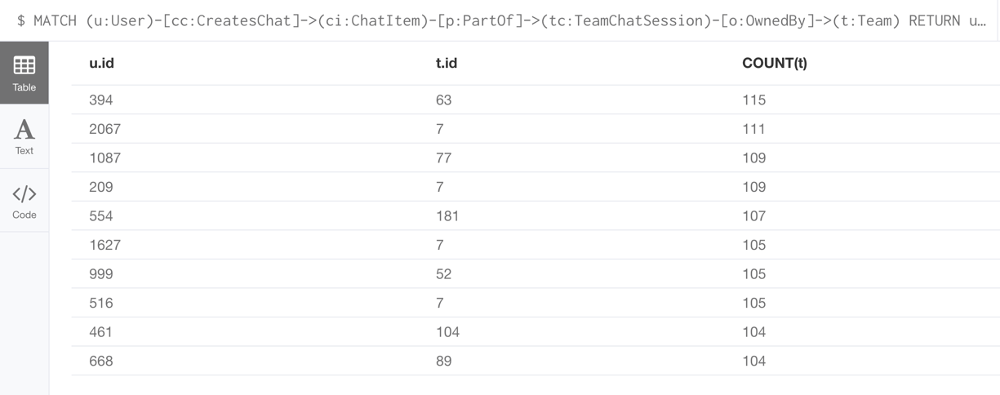 $ MATCH (u:User)-[cc:CreatesChat]->(ci:ChatItem)-[p:PartOf]->(tc:TeamChatSession)-[o:OwnedBy]->(t:Team) RETURN u…
Table
A
Text
</>
Code
u.id t.id COUNT(t)
394 63 115
2067 7 111
1087 77 109
209 7 109
554 181 107
1627 7 105
999 52 105
516 7 105
461 104 104
668 89 104